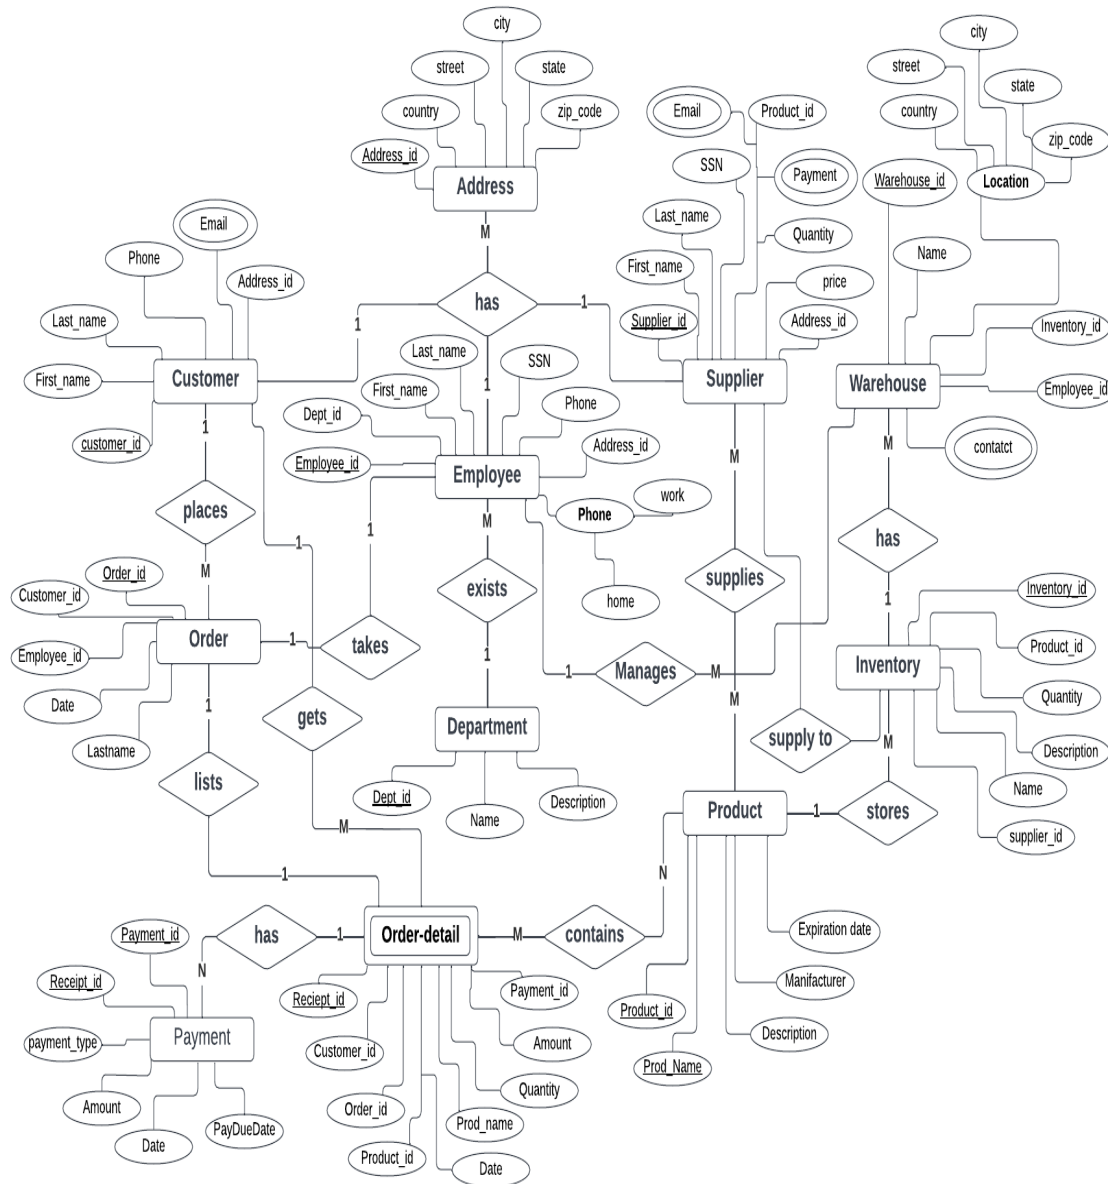 city
street
state
country
zip_code
Address_id
Address
M
has
1
1
1
Email
Phone
Address_id
Last_name
First_name
customer_id
Customer
1
places
M
Email
Product_id
SSN
Payment
Last_name
Quantity
First_name
price
Supplier_id
Address_id
Supplier
M
supplies
M
supply to
city
street
state
country
zip_code
Location
Warehouse_id
Name
Inventory_id
Employee_id
contatct
Warehouse
M
has
1
Last_name
SSN
First_name
Phone
Dept_id
Address_id
Employee_id
Employee
Phone
work
home
M
exists
1
1
takes
1
1
Manages
M
Order_id
Customer_id
Employee_id
Date
Lastname
Order
1
lists
1
1
gets
M
Department
Dept_id
Name
Description
Inventory_id
Product_id
Quantity
Description
Name
supplier_id
Inventory
M
stores
1
Product
Expiration date
Manifacturer
Description
Product_id
Prod_Name
N
contains
M
Order-detail
1
has
N
Reciept_id
Customer_id
Order_id
Product_id
Date
Prod_name
Quantity
Amount
Payment_id
Payment_id
Receipt_id
payment_type
Amount
Date
PayDueDate
Payment